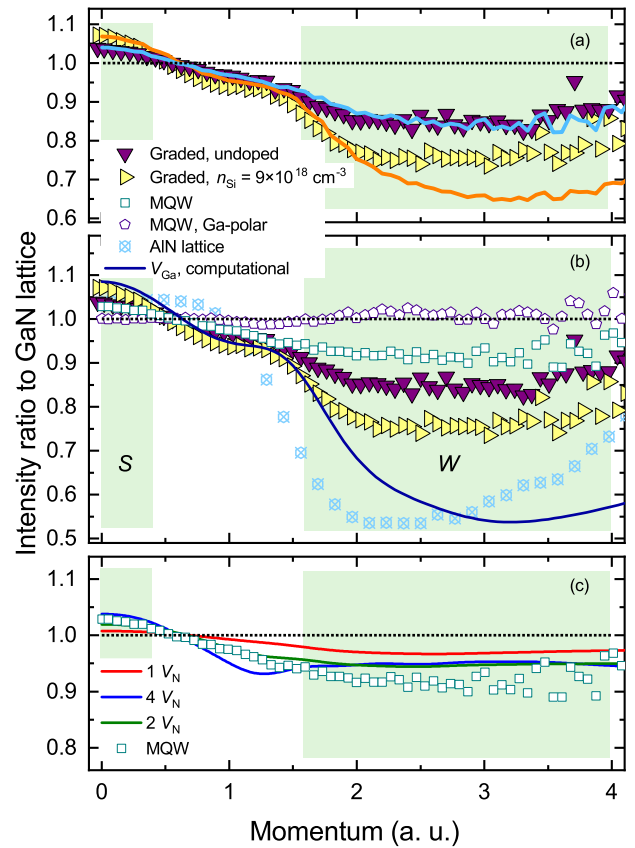 Intensity ratio to GaN lattice
1.1
1.0
0.9
0.8
0.7
0.6
(a)
Graded, undoped
Graded, nSi = 9×10^18 cm^-3
MQW
MQW, Ga-polar
AlN lattice
VGa, computational
1.1
1.0
0.9
0.8
0.7
0.6
0.5
(b)
S
W
1.1
1.0
0.9
0.8
(c)
1 VN
4 VN
2 VN
MQW
0 1 2 3 4
Momentum (a. u.)